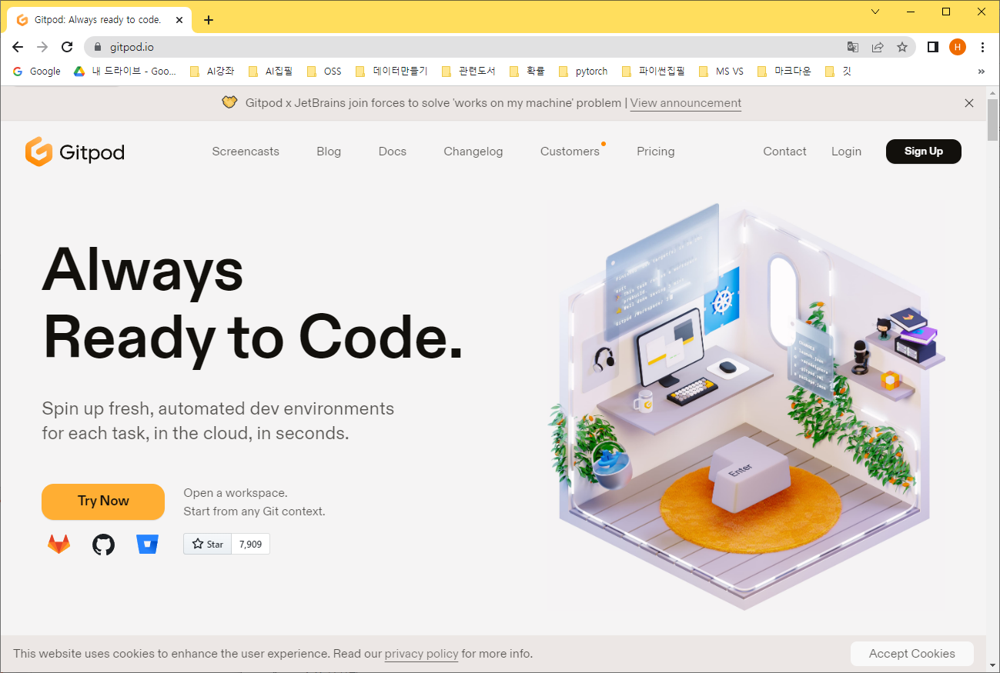 Gitpod: Always ready to code.
gitpod.io
H
Google
내 드라이브 - Goo...
AI강좌
AI집필
OSS
데이터만들기
관련도서
확률
pytorch
파이썬집필
MS VS
마크다운
깃
»
Gitpod x JetBrains join forces to solve 'works on my machine' problem | View announcement
Gitpod
Screencasts
Blog
Docs
Changelog
Customers
Pricing
Contact
Login
Sign Up
Always
Ready to Code.
Spin up fresh, automated dev environments
for each task, in the cloud, in seconds.
Enter
Try Now
Open a workspace.
Start from any Git context.
Star
7,909
This website uses cookies to enhance the user experience. Read our privacy policy for more info.
Accept Cookies